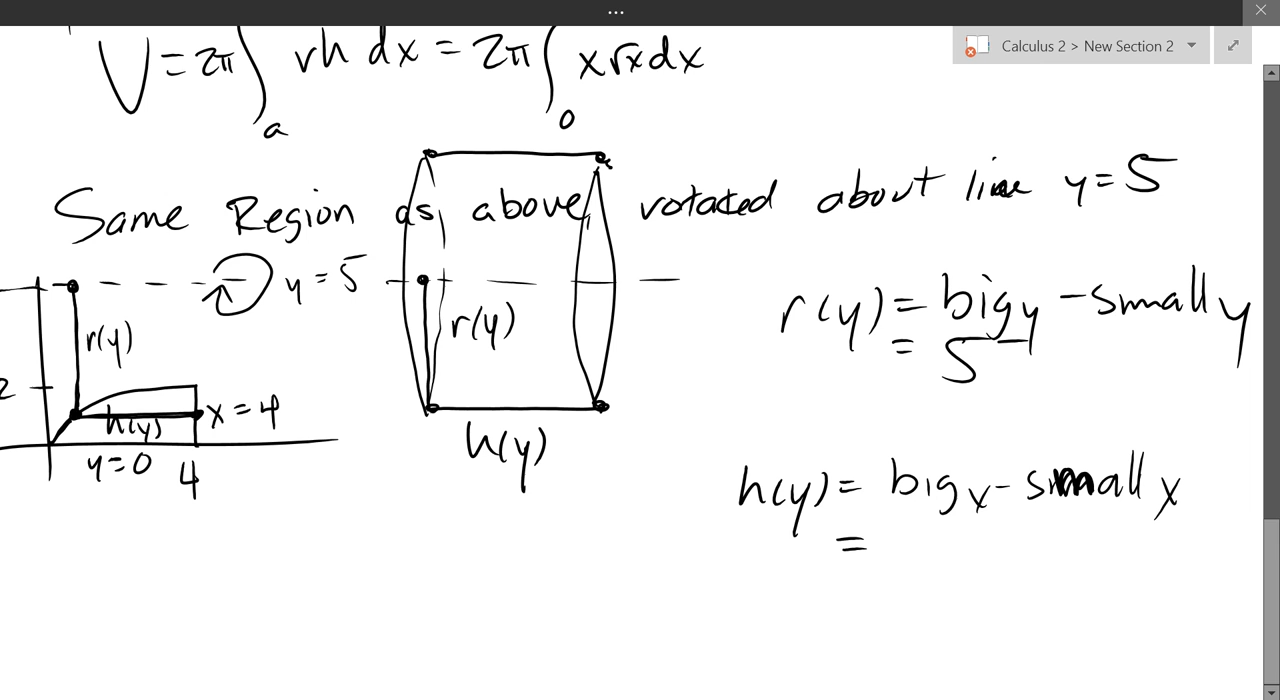 ...
Calculus 2 > New Section 2
V = 2π ∫ rh dx = 2π ∫ x√x dx
a 0
Same Region as above, rotated about line y = 5
y = 5
r(y) r(y) r(y) = big y - small y
= 5 -
2
h(y) x = 4
y = 0 4 h(y)
h(y) = big x - small x
=